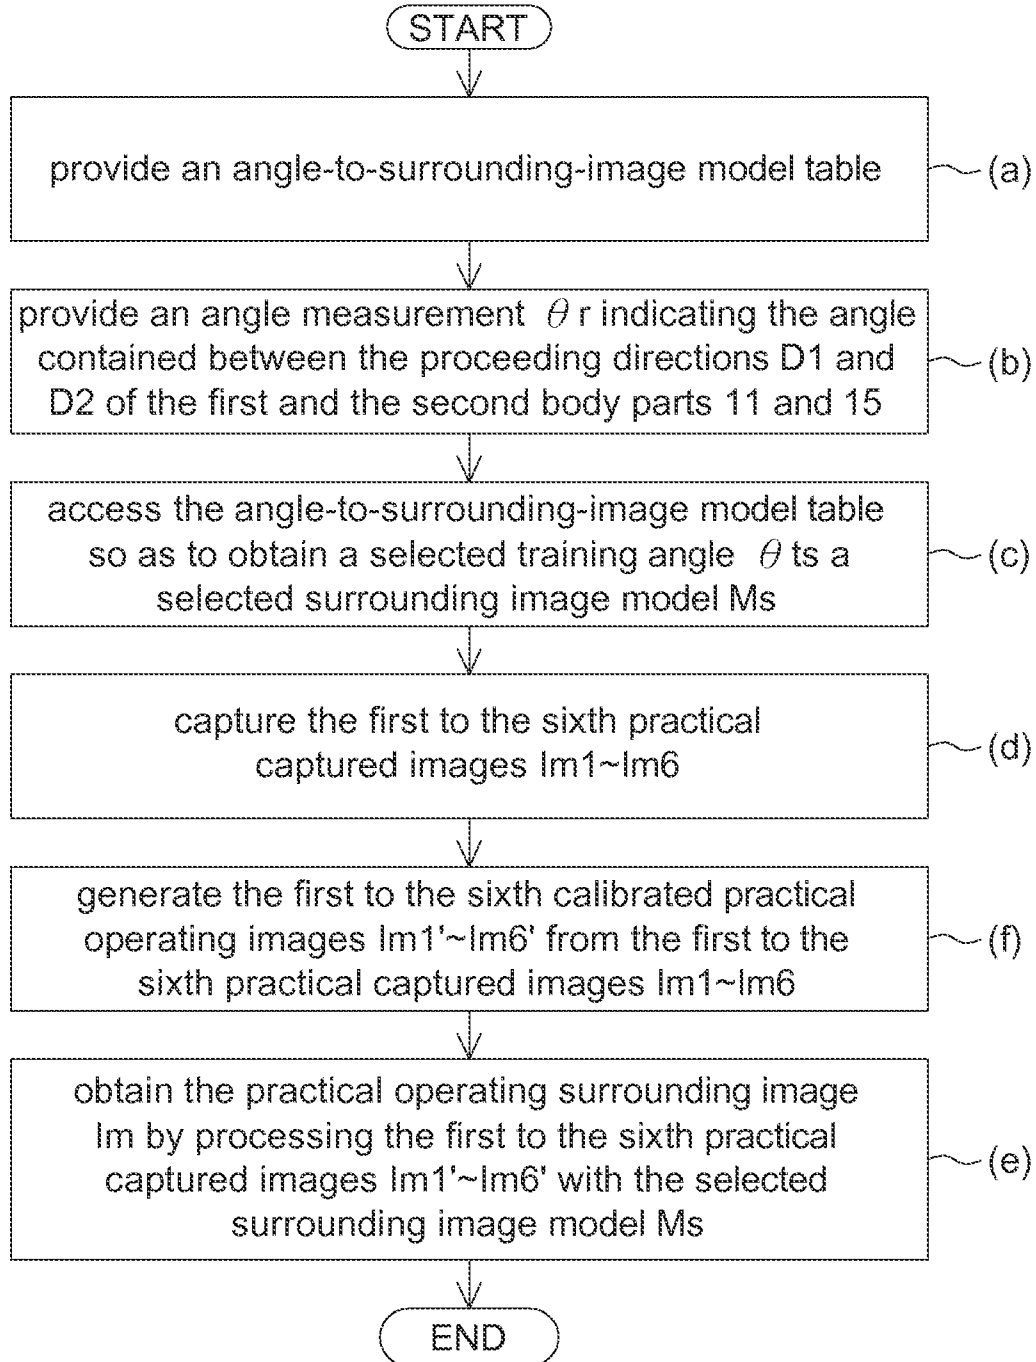 START
provide an angle-to-surrounding-image model table
(a)
provide an angle measurement θ r indicating the angle
contained between the proceeding directions D1 and
D2 of the first and the second body parts 11 and 15
(b)
access the angle-to-surrounding-image model table
so as to obtain a selected training angle θ ts a
selected surrounding image model Ms
(c)
capture the first to the sixth practical
captured images Im1~Im6
(d)
generate the first to the sixth calibrated practical
operating images Im1'~Im6' from the first to the
sixth practical captured images Im1~Im6
(f)
obtain the practical operating surrounding image
Im by processing the first to the sixth practical
captured images Im1'~Im6' with the selected
surrounding image model Ms
(e)
END